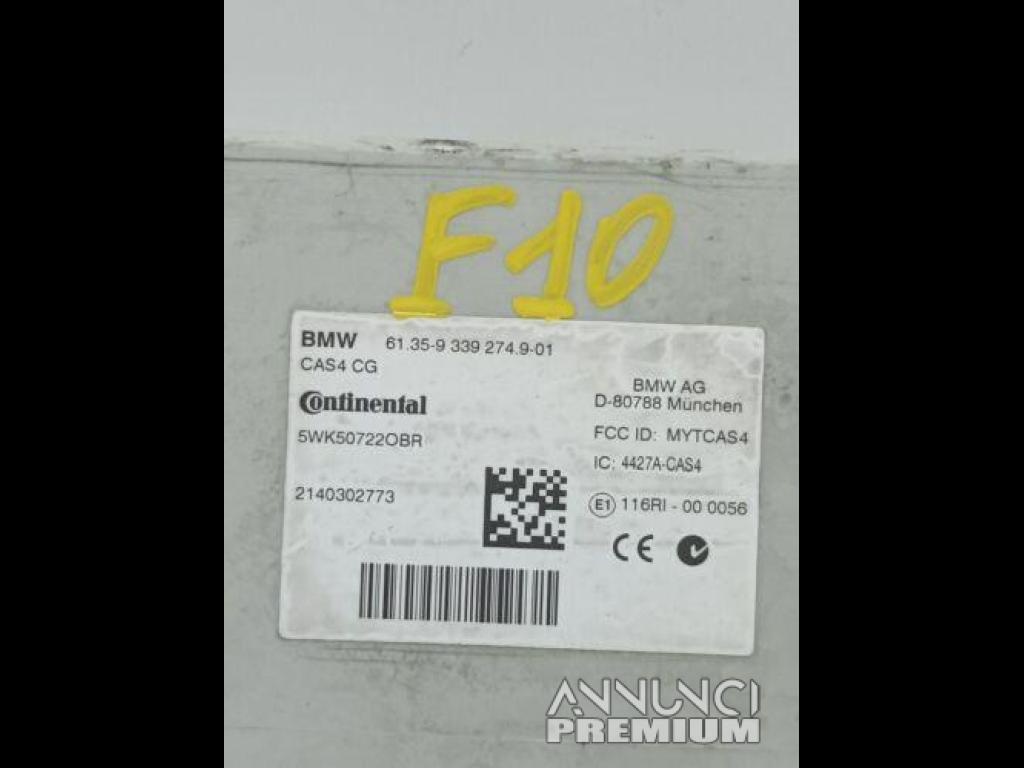 F10
BMW 61.35-9 339 274.9-01
CAS4 CG
Continental
5WK50722OBR
2140302773
BMW AG
D-80788 München
FCC ID: MYTCAS4
IC: 4427A-CAS4
E1 116RI - 00 0056
CE
ANNUNCI
PREMIUM